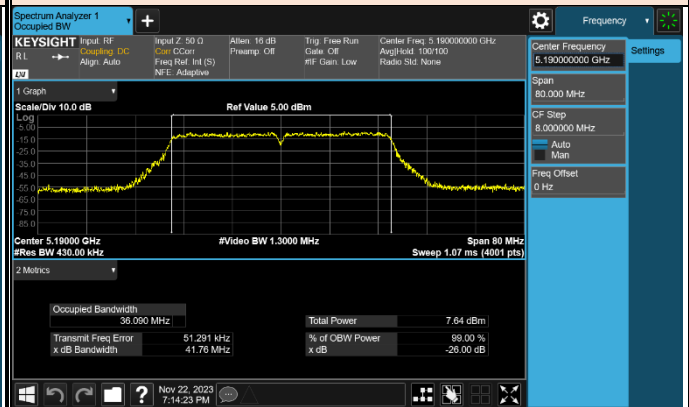 Spectrum Analyzer 1
Occupied BW
+
Frequency
KEYSIGHT
RL
LW
Input: RF
Coupling: DC
Align: Auto
Input Z: 50 Ω
Corr CCorr
Freq Ref: Int (S)
NFE: Adaptive
Atten: 16 dB
Preamp: Off
Trig: Free Run
Gate: Off
#IF Gain: Low
Center Freq: 5.190000000 GHz
Avg|Hold: 100/100
Radio Std: None
Center Frequency
5.190000000 GHz
Settings
Span
80.000 MHz
CF Step
8.000000 MHz
Auto
Man
Freq Offset
0 Hz
1 Graph
Scale/Div 10.0 dB
Ref Value 5.00 dBm
Log
-5.00
-15.0
-25.0
-35.0
-45.0
-55.0
-65.0
-75.0
-85.0
Center 5.19000 GHz
#Video BW 1.3000 MHz
Span 80 MHz
#Res BW 430.00 kHz
Sweep 1.07 ms (4001 pts)
2 Metrics
Occupied Bandwidth
36.090 MHz
Total Power
7.64 dBm
Transmit Freq Error
51.291 kHz
% of OBW Power
99.00 %
x dB Bandwidth
41.76 MHz
x dB
-26.00 dB
?
Nov 22, 2023
7:14:23 PM